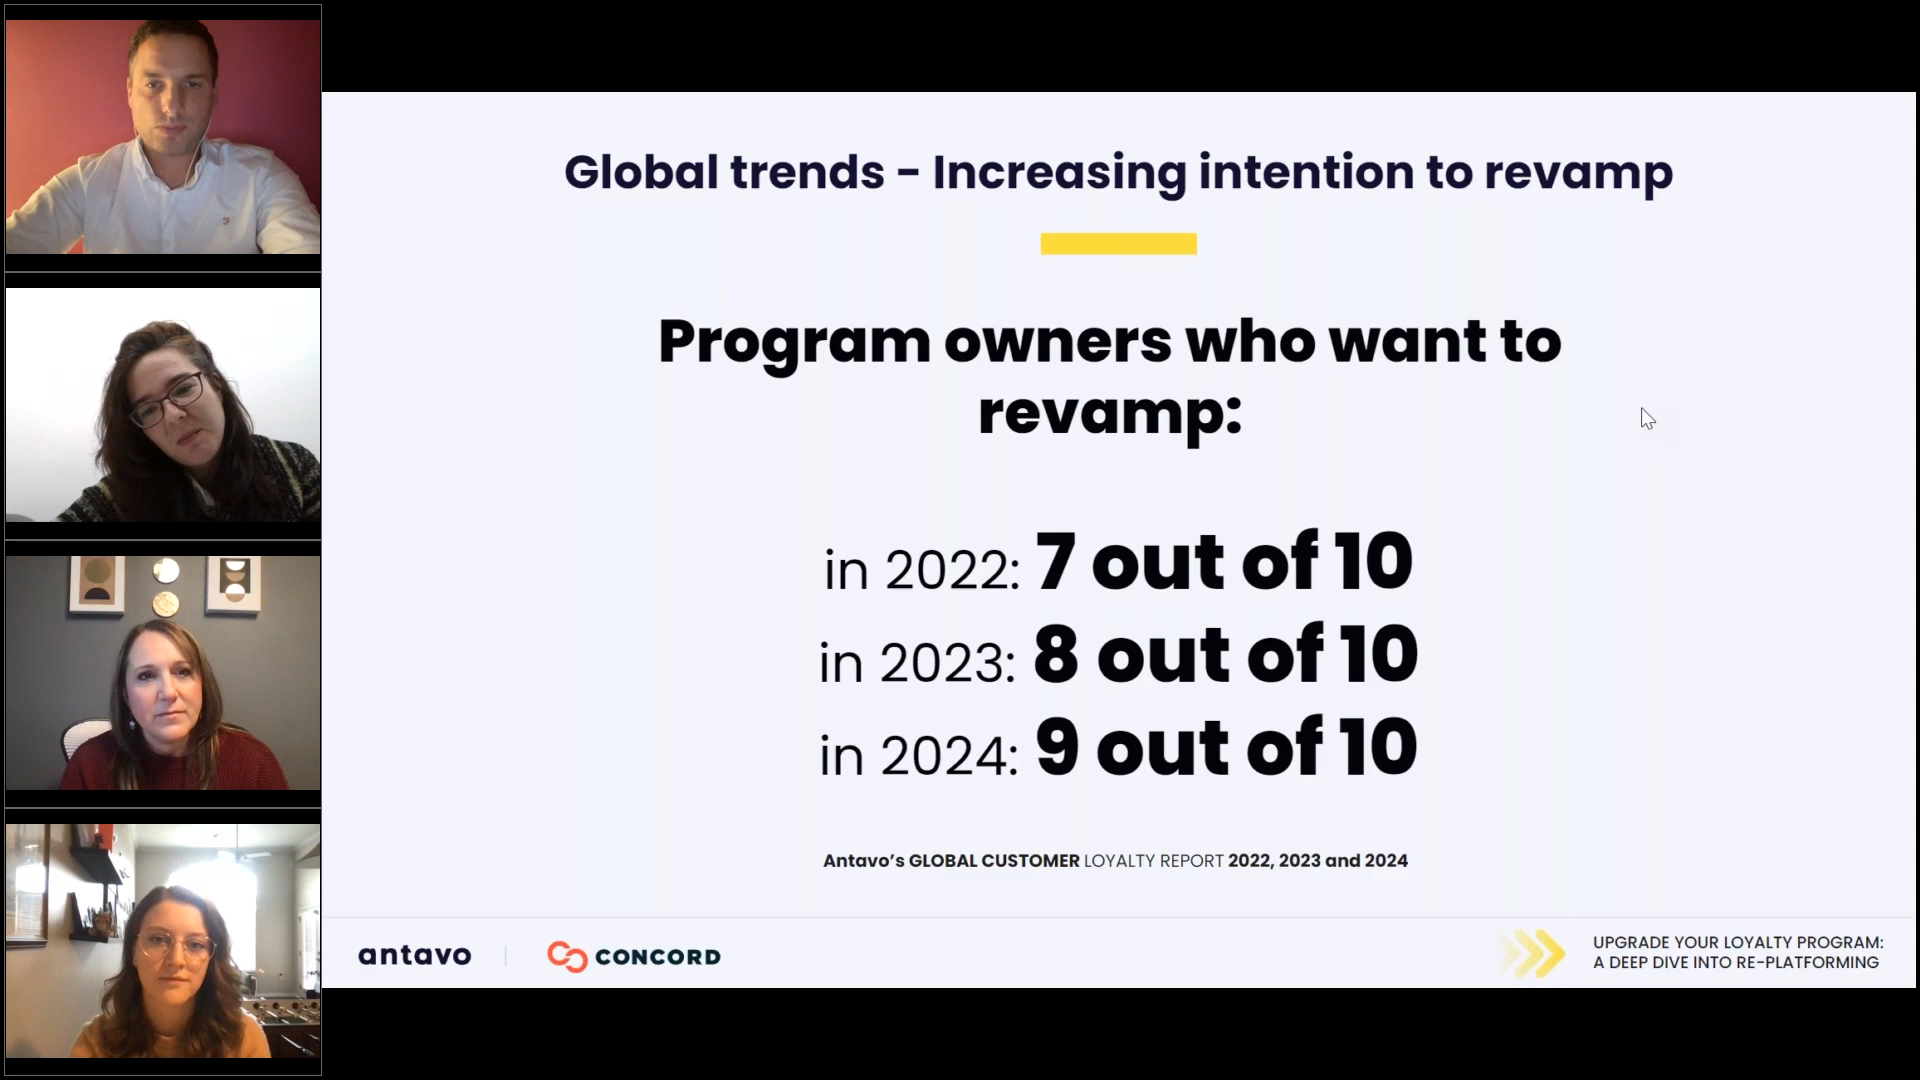 Global trends - Increasing intention to revamp
Program owners who want to
revamp:
in 2022: 7 out of 10
in 2023: 8 out of 10
in 2024: 9 out of 10
Antavo's GLOBAL CUSTOMER LOYALTY REPORT 2022, 2023 and 2024
antavo
CONCORD
UPGRADE YOUR LOYALTY PROGRAM:
A DEEP DIVE INTO RE-PLATFORMING